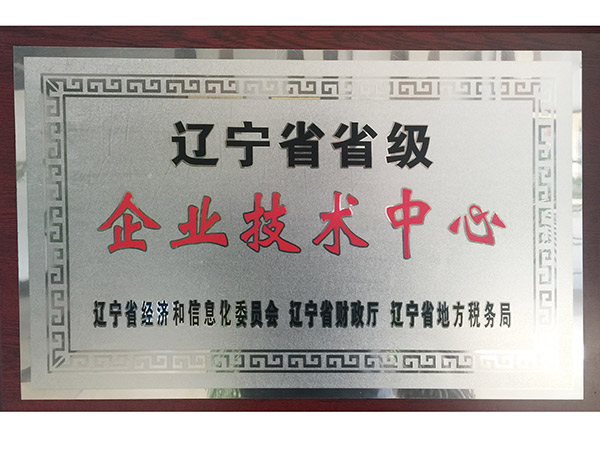 辽宁省省级
企业技术中心
辽宁省经济和信息化委员会 辽宁省财政厅 辽宁省地方税务局